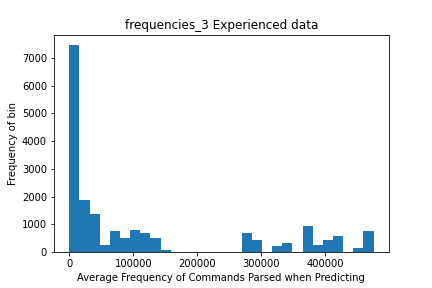 frequencies_3 Experienced data
Frequency of bin
7000
6000
5000
4000
3000
2000
1000
0
0 100000 200000 300000 400000
Average Frequency of Commands Parsed when Predicting